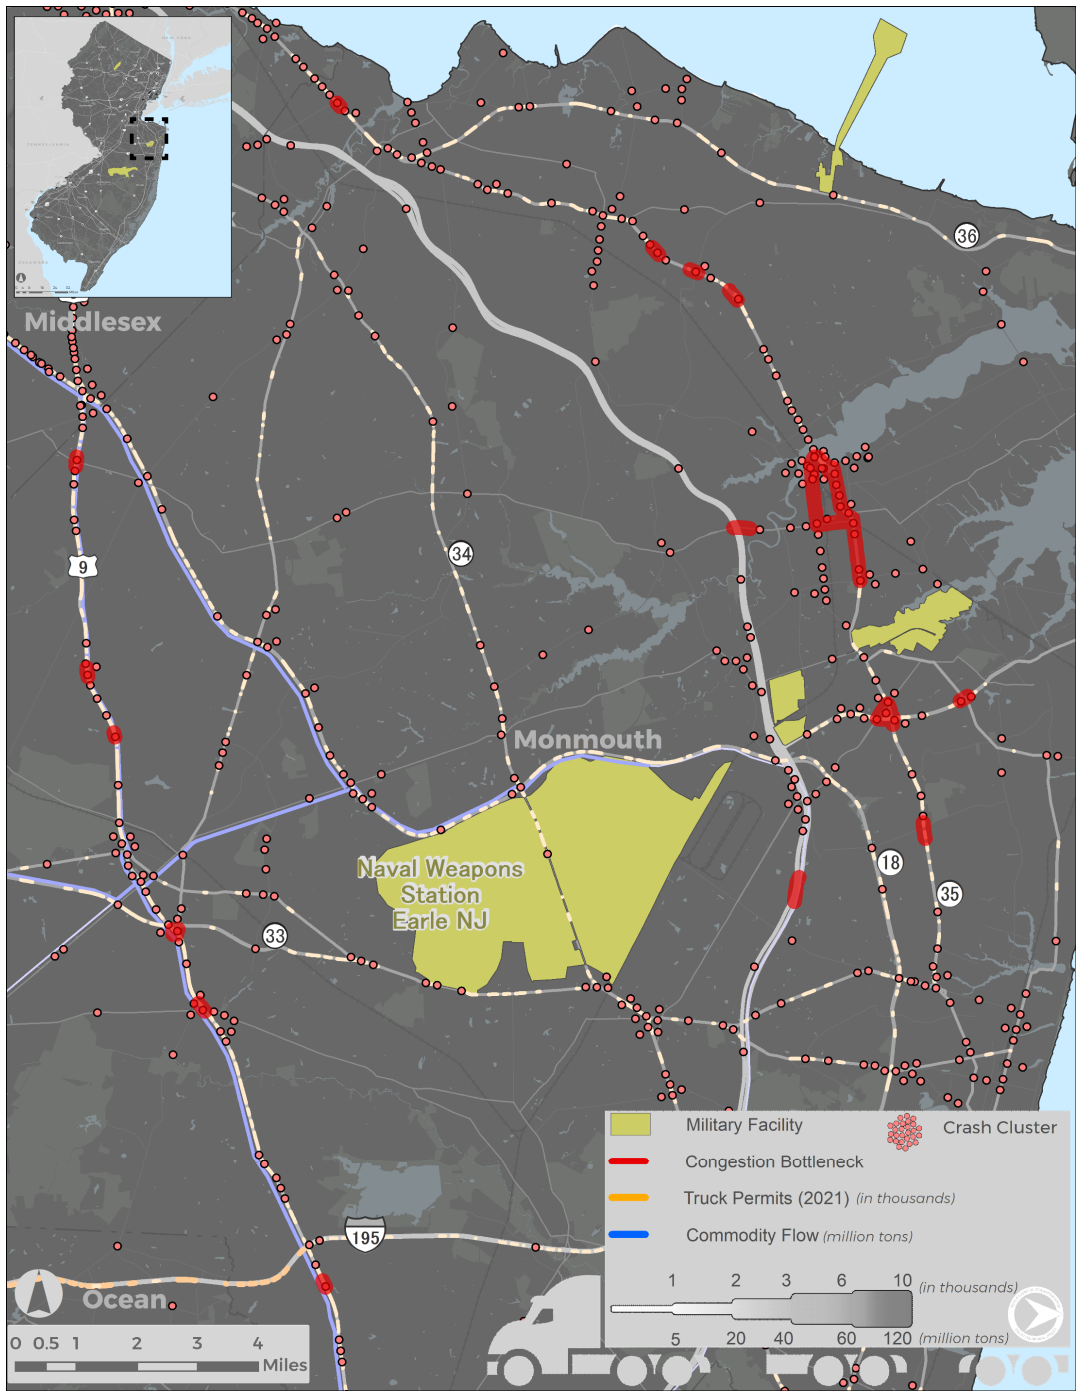 36
Middlesex
9
34
Monmouth
Naval Weapons
Station
Earle NJ
18
35
33
195
Ocean
0 0.5 1 2 3 4
Miles
Military Facility
Crash Cluster
Congestion Bottleneck
Truck Permits (2021) (in thousands)
Commodity Flow (million tons)
1 2 3 6 10 (in thousands)
5 20 40 60 120 (million tons)